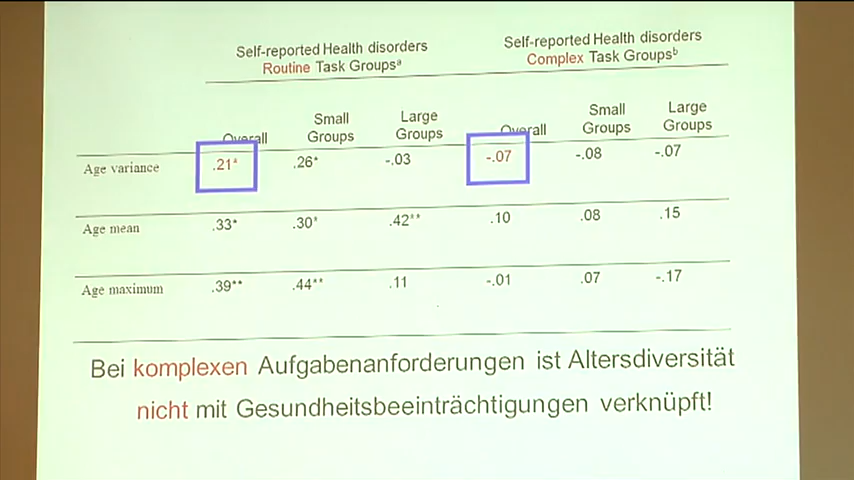 Self-reported Health disorders
Routine Task Groupsᵃ
Self-reported Health disorders
Complex Task Groupsᵇ
Overall Small Groups Large Groups Overall Small Groups Large Groups
Age variance .21* .26* -.03 -.07 -.08 -.07
Age mean .33* .30* .42** .10 .08 .15
Age maximum .39** .44** .11 -.01 .07 -.17
Bei komplexen Aufgabenanforderungen ist Altersdiversität
nicht mit Gesundheitsbeeinträchtigungen verknüpft!